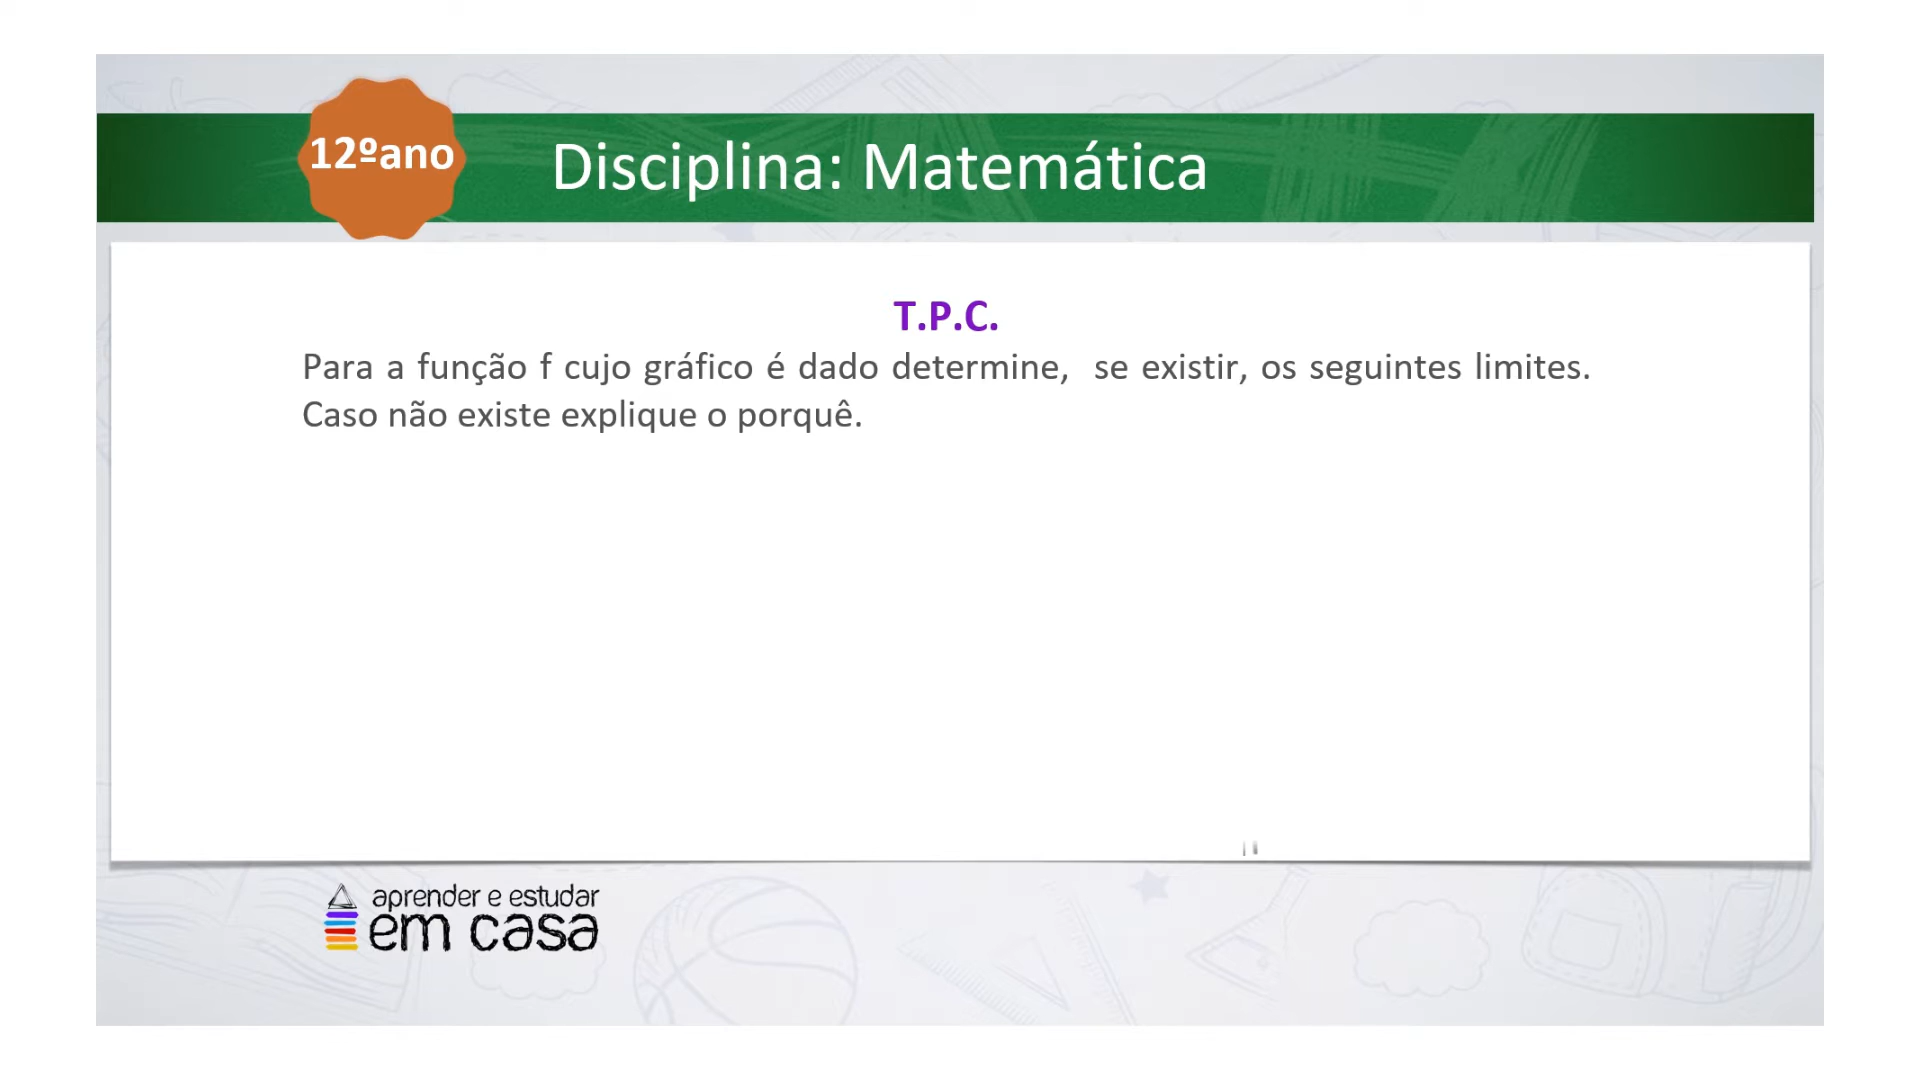 12ºano
Disciplina: Matemática
T.P.C.
Para a função f cujo gráfico é dado determine, se existir, os seguintes limites.
Caso não existe explique o porquê.
aprender e estudar
em casa